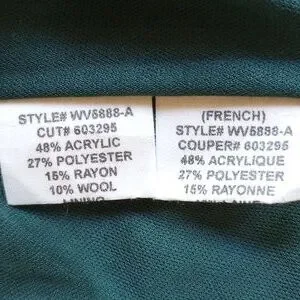 STYLE# WV5888-A
CUT# 603295
48% ACRYLIC
27% POLYESTER
15% RAYON
10% WOOL
LINING
(FRENCH)
STYLE# WV5888-A
COUPER# 603295
48% ACRYLIQUE
27% POLYESTER
15% RAYONNE